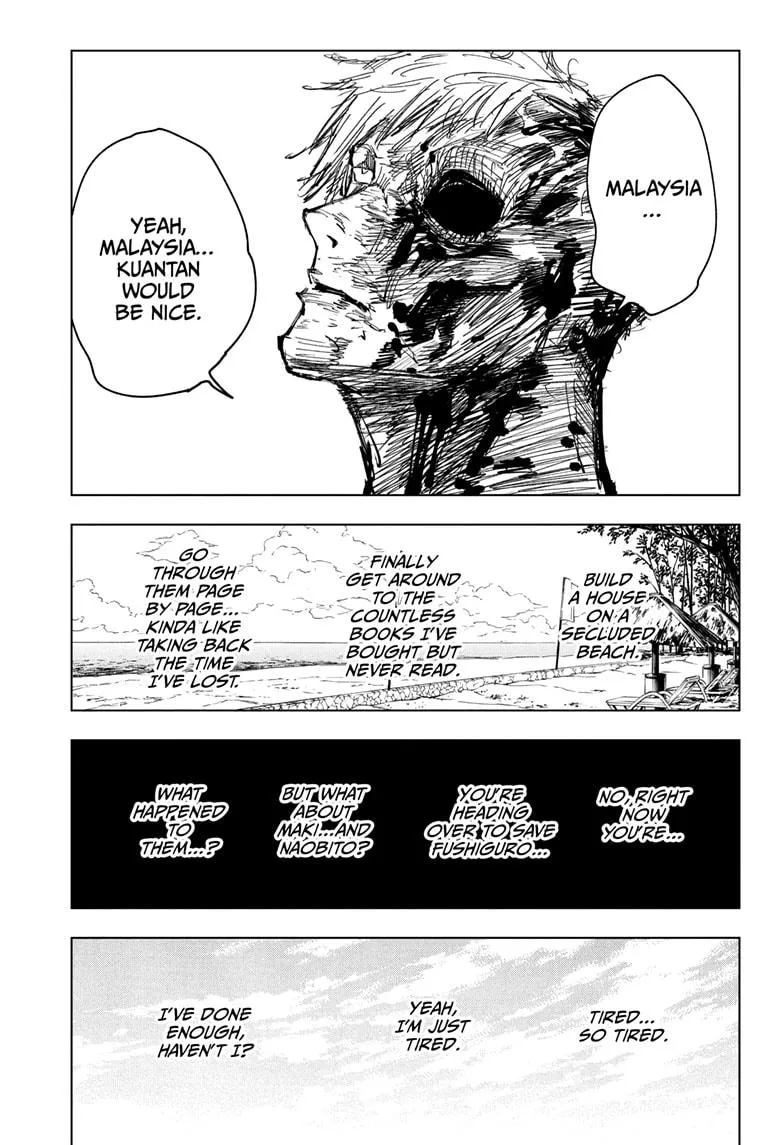 MALAYSIA
...
YEAH,
MALAYSIA...
KUANTAN
WOULD
BE NICE.
BUILD
A HOUSE
ON A
SECLUDED
BEACH.
FINALLY
GET AROUND
TO THE
COUNTLESS
BOOKS I'VE
BOUGHT BUT
NEVER READ.
GO
THROUGH
THEM PAGE
BY PAGE...
KINDA LIKE
TAKING BACK
THE TIME
I'VE LOST.
NO, RIGHT
NOW
YOU'RE...
YOU'RE
HEADING
OVER TO SAVE
FUSHIGURO...
BUT WHAT
ABOUT
MAKI...AND
NAOBITO?
WHAT
HAPPENED
TO
THEM...?
TIRED...
SO TIRED.
YEAH,
I'M JUST
TIRED.
I'VE DONE
ENOUGH,
HAVEN'T I?